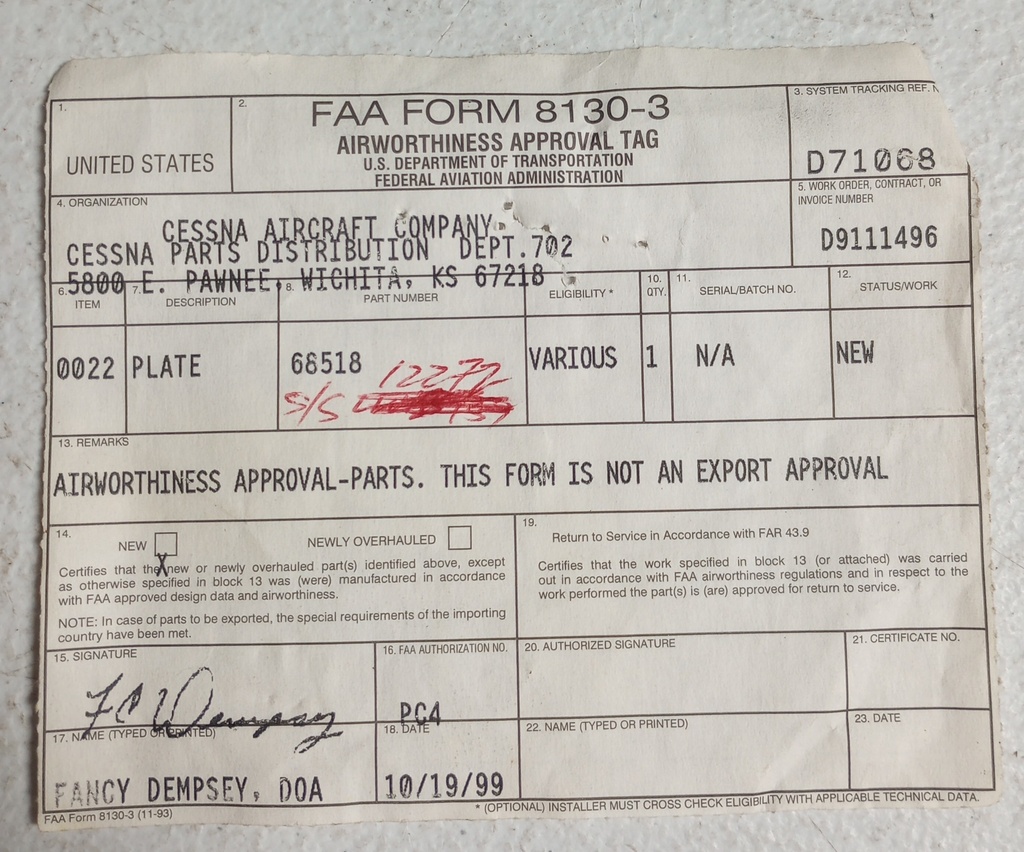 1.
UNITED STATES
2.
FAA FORM 8130-3
AIRWORTHINESS APPROVAL TAG
U.S. DEPARTMENT OF TRANSPORTATION
FEDERAL AVIATION ADMINISTRATION
3. SYSTEM TRACKING REF.
D71068
4. ORGANIZATION
CESSNA AIRCRAFT COMPANY
CESSNA PARTS DISTRIBUTION DEPT.702
5800 E. PAWNEE, WICHITA, KS 67218
5. WORK ORDER, CONTRACT, OR
INVOICE NUMBER
D9111496
6.
ITEM
7.
DESCRIPTION
8.
PART NUMBER
ELIGIBILITY *
10.
QTY.
11.
SERIAL/BATCH NO.
12.
STATUS/WORK
0022
PLATE
68518
VARIOUS
1
N/A
NEW
12272
S/S
13. REMARKS
AIRWORTHINESS APPROVAL-PARTS. THIS FORM IS NOT AN EXPORT APPROVAL
14.
NEW
NEWLY OVERHAULED
X
Certifies that the new or newly overhauled part(s) identified above, except
as otherwise specified in block 13 was (were) manufactured in accordance
with FAA approved design data and airworthiness.
NOTE: In case of parts to be exported, the special requirements of the importing
country have been met.
19.
Return to Service in Accordance with FAR 43.9
Certifies that the work specified in block 13 (or attached) was carried
out in accordance with FAA airworthiness regulations and in respect to the
work performed the part(s) is (are) approved for return to service.
15. SIGNATURE
FC Dempsey
16. FAA AUTHORIZATION NO.
PC4
20. AUTHORIZED SIGNATURE
21. CERTIFICATE NO.
17. NAME (TYPED OR PRINTED)
FANCY DEMPSEY, DOA
18. DATE
10/19/99
22. NAME (TYPED OR PRINTED)
23. DATE
FAA Form 8130-3 (11-93)
* (OPTIONAL) INSTALLER MUST CROSS CHECK ELIGIBILITY WITH APPLICABLE TECHNICAL DATA.